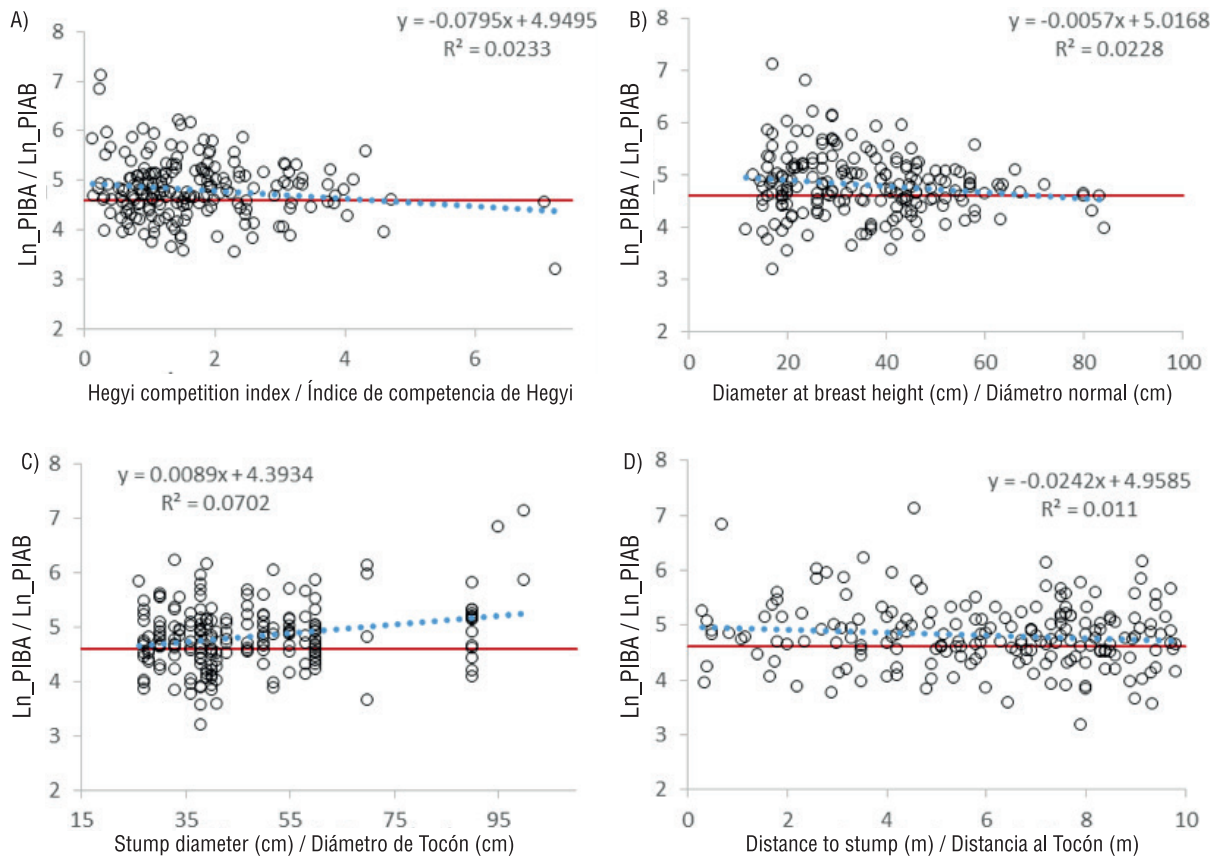 A)
y = -0.0795x + 4.9495
R² = 0.0233
8
7
6
5
4
3
2
0 2 4 6
Ln_PIBA / Ln_PIAB
Hegyi competition index / Índice de competencia de Hegyi
B)
y = -0.0057x + 5.0168
R² = 0.0228
8
7
6
5
4
3
2
0 20 40 60 80 100
Ln_PIBA / Ln_PIAB
Diameter at breast height (cm) / Diámetro normal (cm)
C)
y = 0.0089x + 4.3934
R² = 0.0702
8
7
6
5
4
3
2
15 35 55 75 95
Ln_PIBA / Ln_PIAB
Stump diameter (cm) / Diámetro de Tocón (cm)
D)
y = -0.0242x + 4.9585
R² = 0.011
8
7
6
5
4
3
2
0 2 4 6 8 10
Ln_PIBA / Ln_PIAB
Distance to stump (m) / Distancia al Tocón (m)